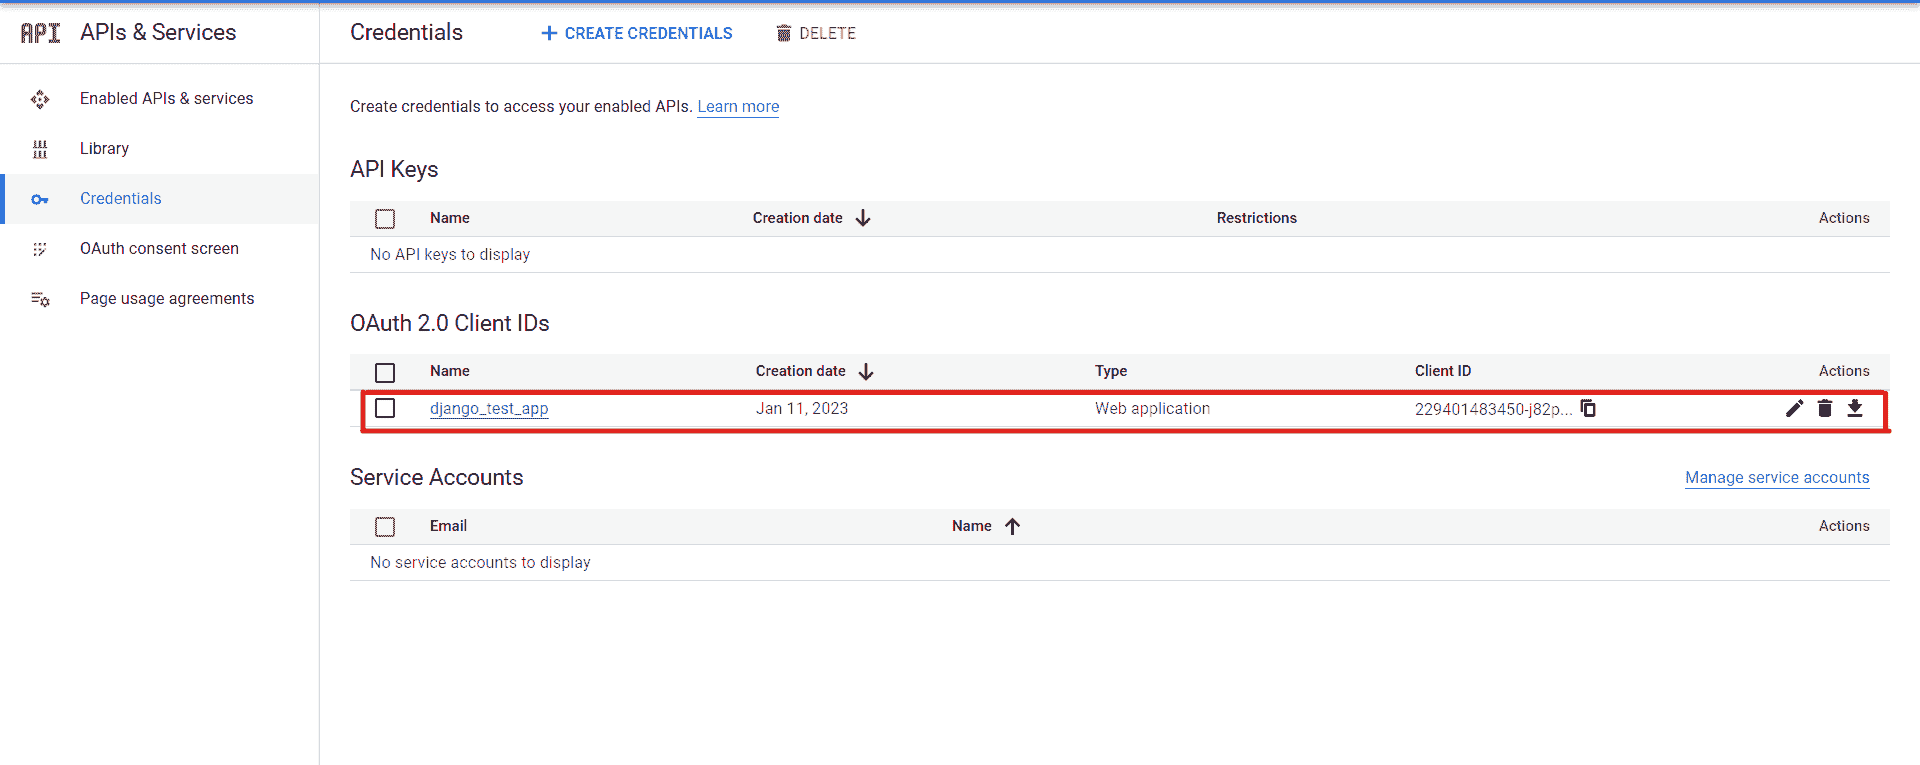 API APIs & Services
Credentials
CREATE CREDENTIALS
DELETE
Enabled APIs & services
Library
Credentials
OAuth consent screen
Page usage agreements
Create credentials to access your enabled APIs. Learn more
API Keys
Name Creation date Restrictions Actions
No API keys to display
OAuth 2.0 Client IDs
Name Creation date Type Client ID Actions
django_test_app Jan 11, 2023 Web application 229401483450-j82p...
Service Accounts Manage service accounts
Email Name Actions
No service accounts to display